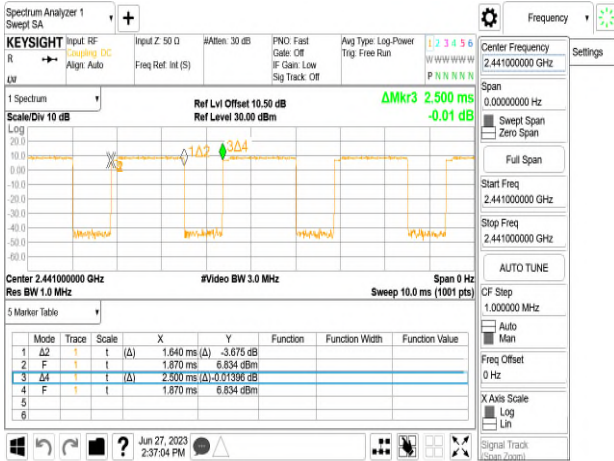 Spectrum Analyzer 1
Swept SA
+
Frequency
KEYSIGHT
Input: RF
Coupling: DC
Align: Auto
Input Z: 50 Ω
Freq Ref: Int (S)
#Atten: 30 dB
PNO: Fast
Gate: Off
IF Gain: Low
Sig Track: Off
Avg Type: Log-Power
Trig: Free Run
1 2 3 4 5 6
W W W W W W
P N N N N N
R
1 Spectrum
Scale/Div 10 dB
Log
Ref Lvl Offset 10.50 dB
Ref Level 30.00 dBm
ΔMkr3 2.500 ms
-0.01 dB
20.0
10.0
0.00
-10.0
-20.0
-30.0
-40.0
-50.0
-60.0
1Δ2
3Δ4
Center 2.441000000 GHz
Res BW 1.0 MHz
#Video BW 3.0 MHz
Span 0 Hz
Sweep 10.0 ms (1001 pts)
5 Marker Table
Mode Trace Scale X Y Function Function Width Function Value
1 Δ2 1 t (Δ) 1.640 ms (Δ) -3.675 dB
2 F 1 t 1.870 ms 6.834 dBm
3 Δ4 1 t (Δ) 2.500 ms (Δ) -0.01396 dB
4 F 1 t 1.870 ms 6.834 dBm
5
6
?
Jun 27, 2023
2:37:04 PM
Center Frequency
2.441000000 GHz
Settings
Span
0.00000000 Hz
Swept Span
Zero Span
Full Span
Start Freq
2.441000000 GHz
Stop Freq
2.441000000 GHz
AUTO TUNE
CF Step
1.000000 MHz
Auto
Man
Freq Offset
0 Hz
X Axis Scale
Log
Lin
Signal Track
(Span Zoom)